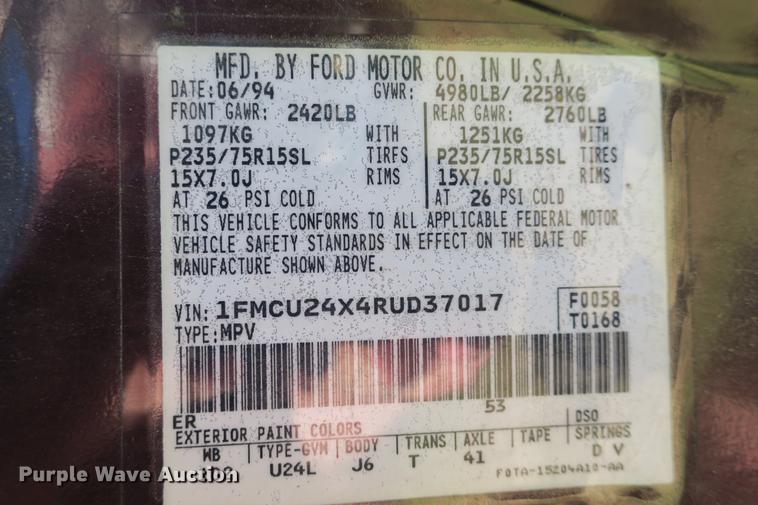 MFD. BY FORD MOTOR CO. IN U.S.A.
DATE:06/94 GVWR: 4980LB/ 2258KG
FRONT GAWR: 2420LB REAR GAWR: 2760LB
1097KG WITH 1251KG WITH
P235/75R15SL TIRES P235/75R15SL TIRES
15X7.0J RIMS 15X7.0J RIMS
AT 26 PSI COLD AT 26 PSI COLD
THIS VEHICLE CONFORMS TO ALL APPLICABLE FEDERAL MOTOR
VEHICLE SAFETY STANDARDS IN EFFECT ON THE DATE OF
MANUFACTURE SHOWN ABOVE.
VIN: 1FMCU24X4RUD37017 F0058
TYPE:MPV T0168
53
ER DSO
EXTERIOR PAINT COLORS
WB TYPE-GVM BODY TRANS AXLE TAPE SPRINGS
U24L J6 T 41 D V
F0TA-15204A10-AA
Purple Wave Auction